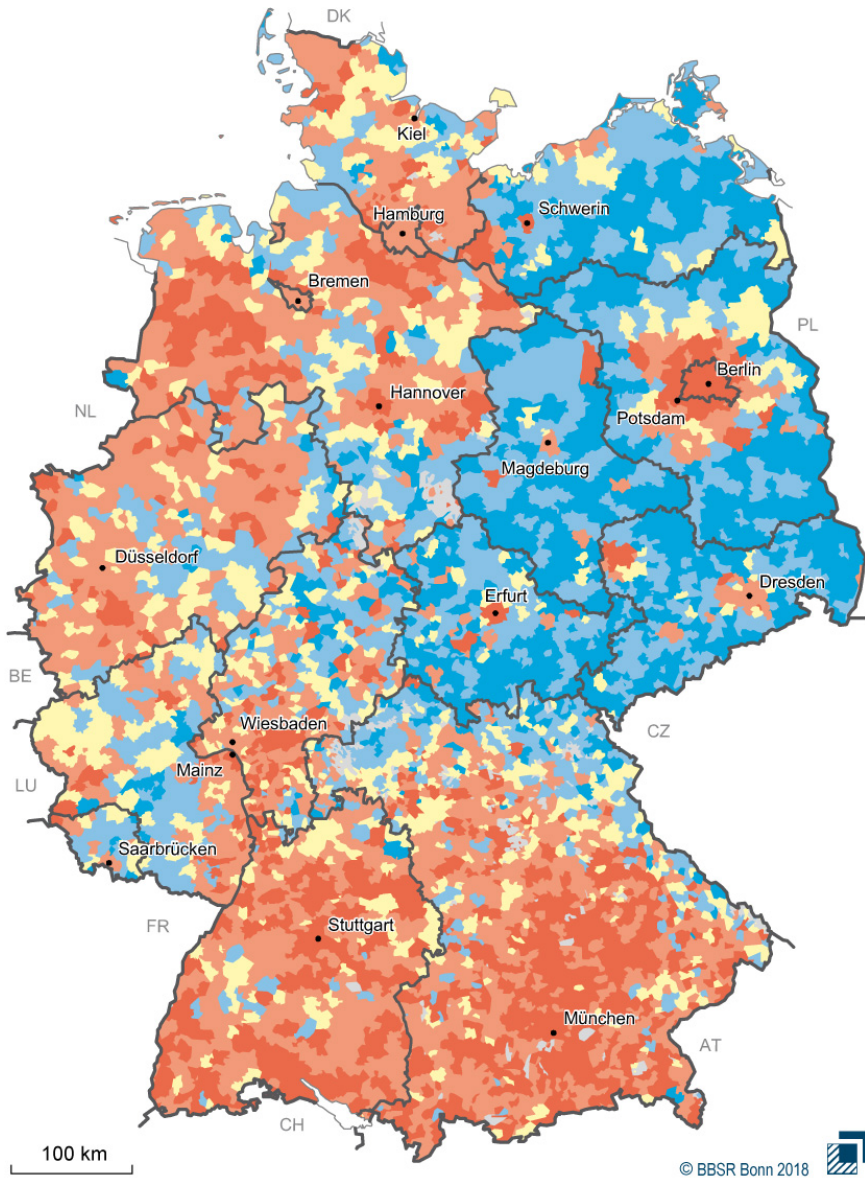 DK
Kiel
Hamburg
Schwerin
Bremen
PL
Berlin
Hannover
NL
Potsdam
Magdeburg
Düsseldorf
Dresden
Erfurt
BE
Wiesbaden
CZ
Mainz
LU
Saarbrücken
FR
Stuttgart
München
AT
CH
100 km
© BBSR Bonn 2018